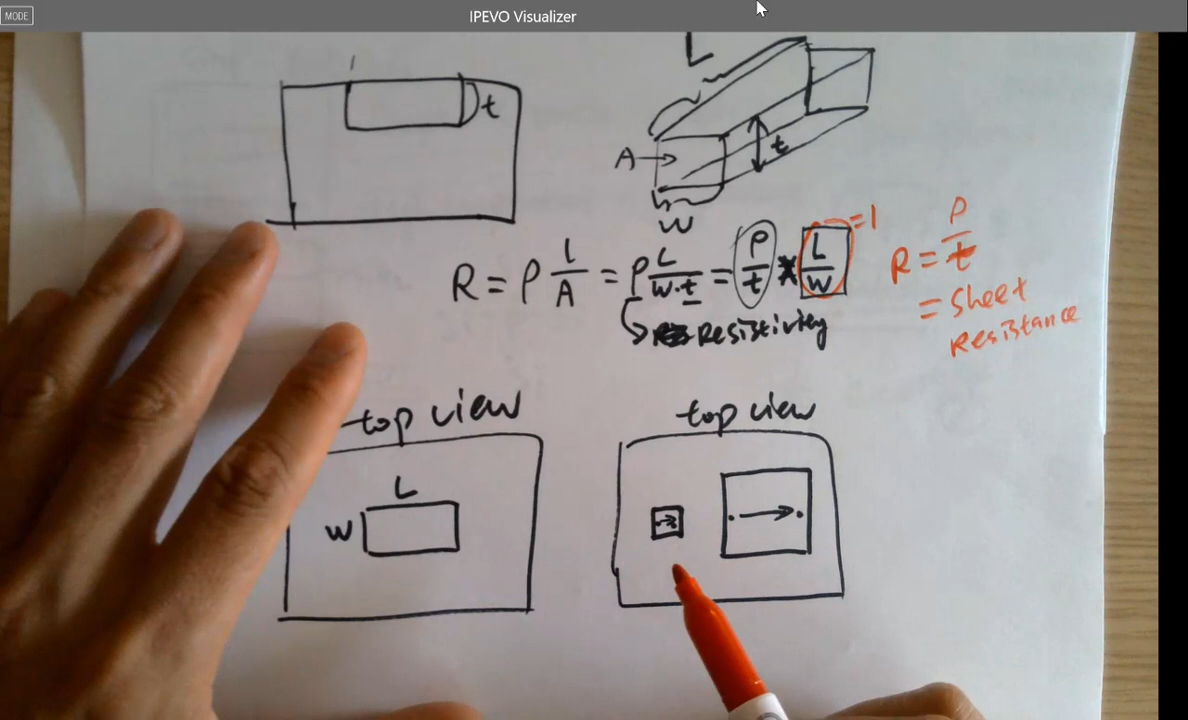 MODE
IPEVO Visualizer
L
t
A
t
W
R = ρ L/A = ρ L/W·t = ρ/t * L/W = 1
Resistivity
R = ρ/t
= Sheet
Resistance
top view
L
W
top view